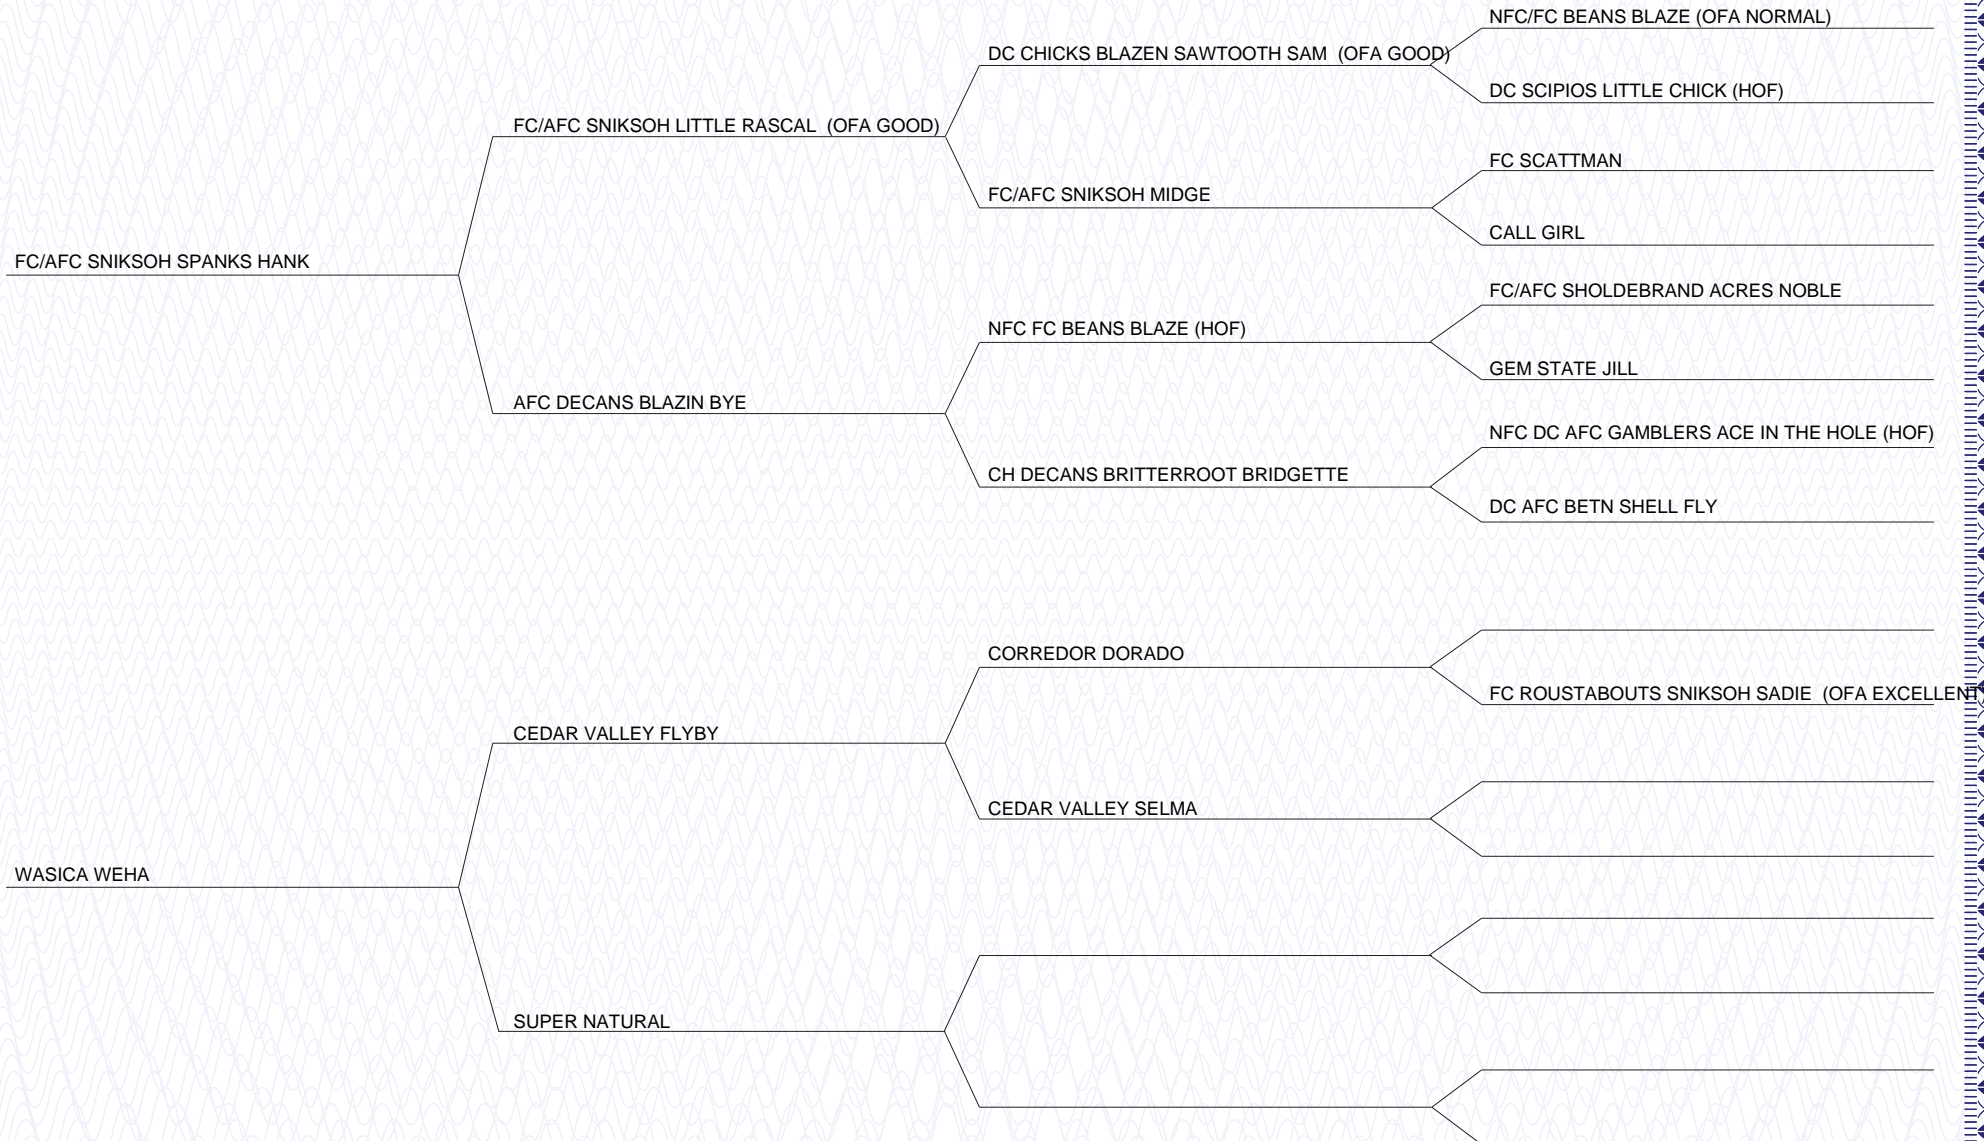 NFC/FC BEANS BLAZE (OFA NORMAL)
DC CHICKS BLAZEN SAWTOOTH SAM (OFA GOOD)
DC SCIPIOS LITTLE CHICK (HOF)
FC/AFC SNIKSOH LITTLE RASCAL (OFA GOOD)
FC SCATTMAN
FC/AFC SNIKSOH MIDGE
CALL GIRL
FC/AFC SNIKSOH SPANKS HANK
FC/AFC SHOLDEBRAND ACRES NOBLE
NFC FC BEANS BLAZE (HOF)
GEM STATE JILL
AFC DECANS BLAZIN BYE
NFC DC AFC GAMBLERS ACE IN THE HOLE (HOF)
CH DECANS BRITTERROOT BRIDGETTE
DC AFC BETN SHELL FLY
CORREDOR DORADO
FC ROUSTABOUTS SNIKSOH SADIE (OFA EXCELLENT
CEDAR VALLEY FLYBY
CEDAR VALLEY SELMA
WASICA WEHA
SUPER NATURAL